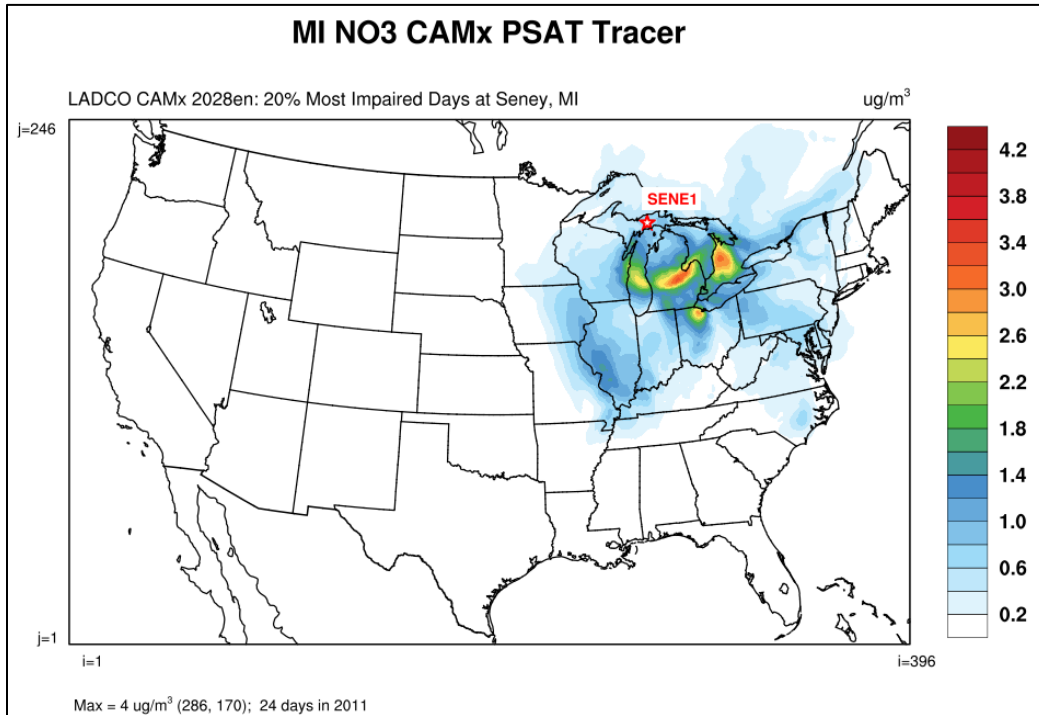 MI NO3 CAMx PSAT Tracer
LADCO CAMx 2028en: 20% Most Impaired Days at Seney, MI
ug/m³
j=246
SENE1
4.2
3.8
3.4
3.0
2.6
2.2
1.8
1.4
1.0
0.6
0.2
j=1
i=1
i=396
Max = 4 ug/m³ (286, 170); 24 days in 2011